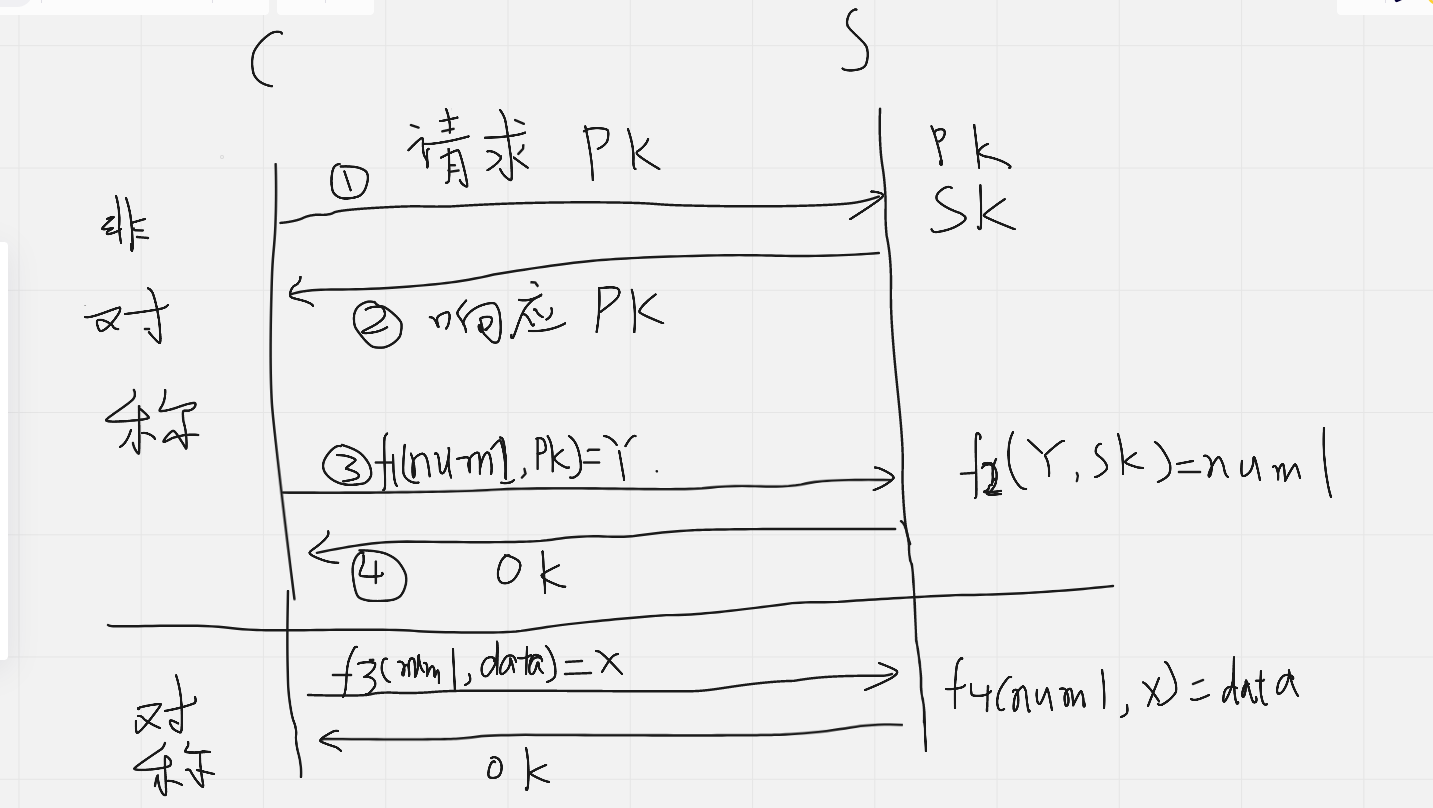 C
S
① 请求 PK
PK
SK
② 响应 PK
非
对
称
③ f1(num1, PK)=Y.
f2(Y, SK)=num1
④ ok
f3(num1, data)=X
f4(num1, X)=data
对
称
ok